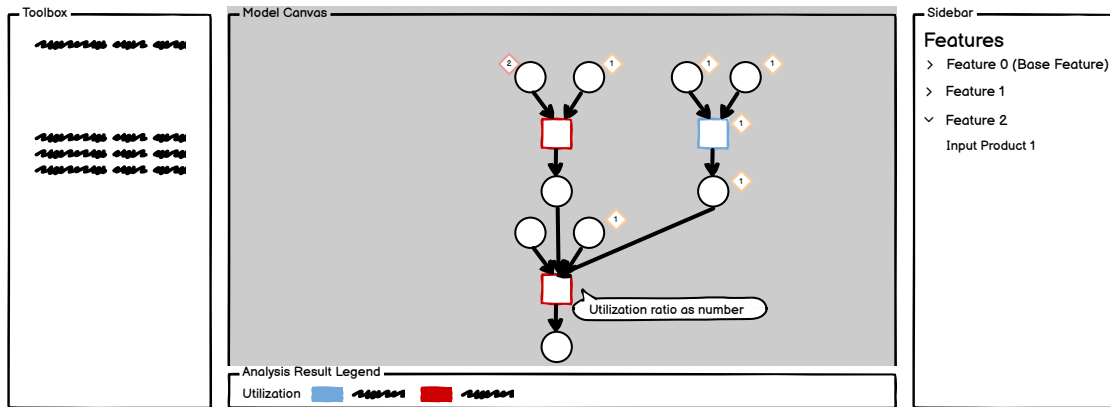 Toolbox
Model Canvas
Sidebar
Features
Feature 0 (Base Feature)
Feature 1
Feature 2
Input Product 1
2
1
1
1
1
1
1
Utilization ratio as number
Analysis Result Legend
Utilization